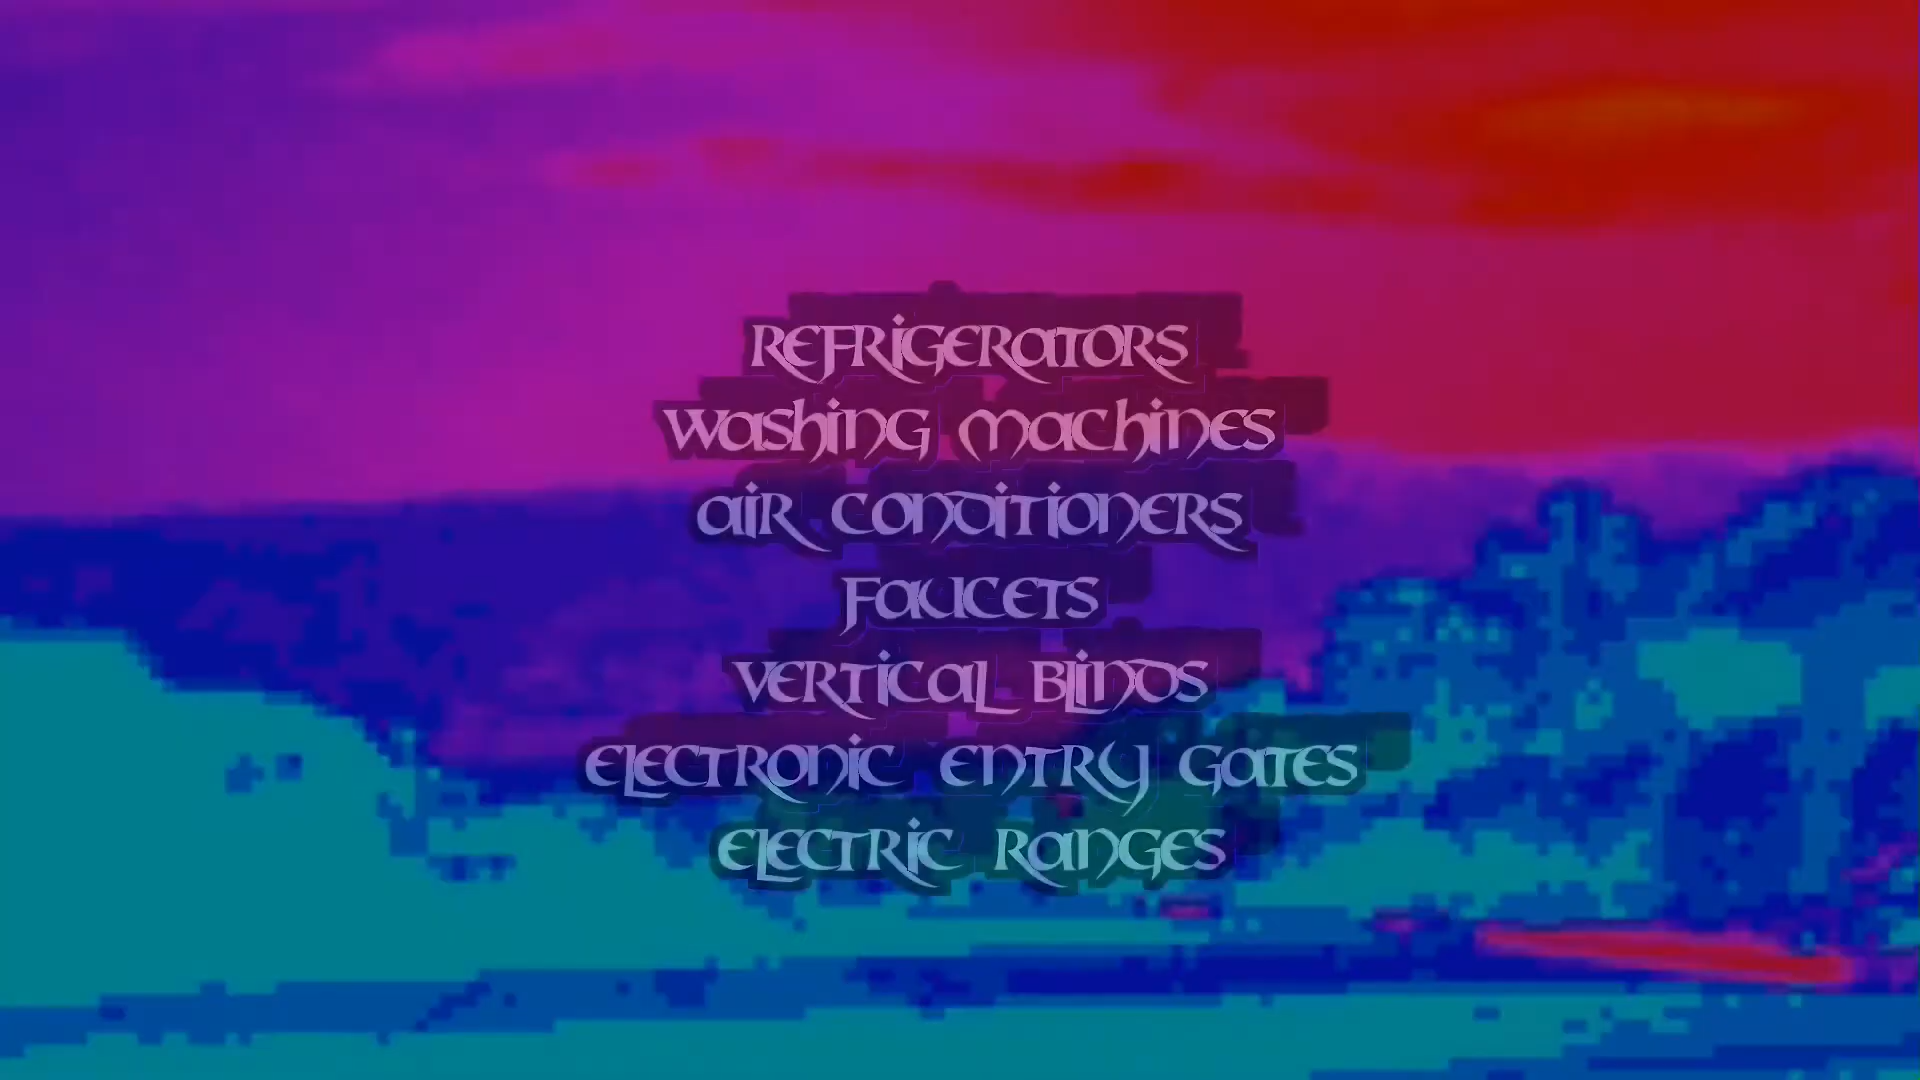 Refrigerators
Washing Machines
Air Conditioners
Faucets
Vertical Blinds
Electronic Entry Gates
Electric Ranges